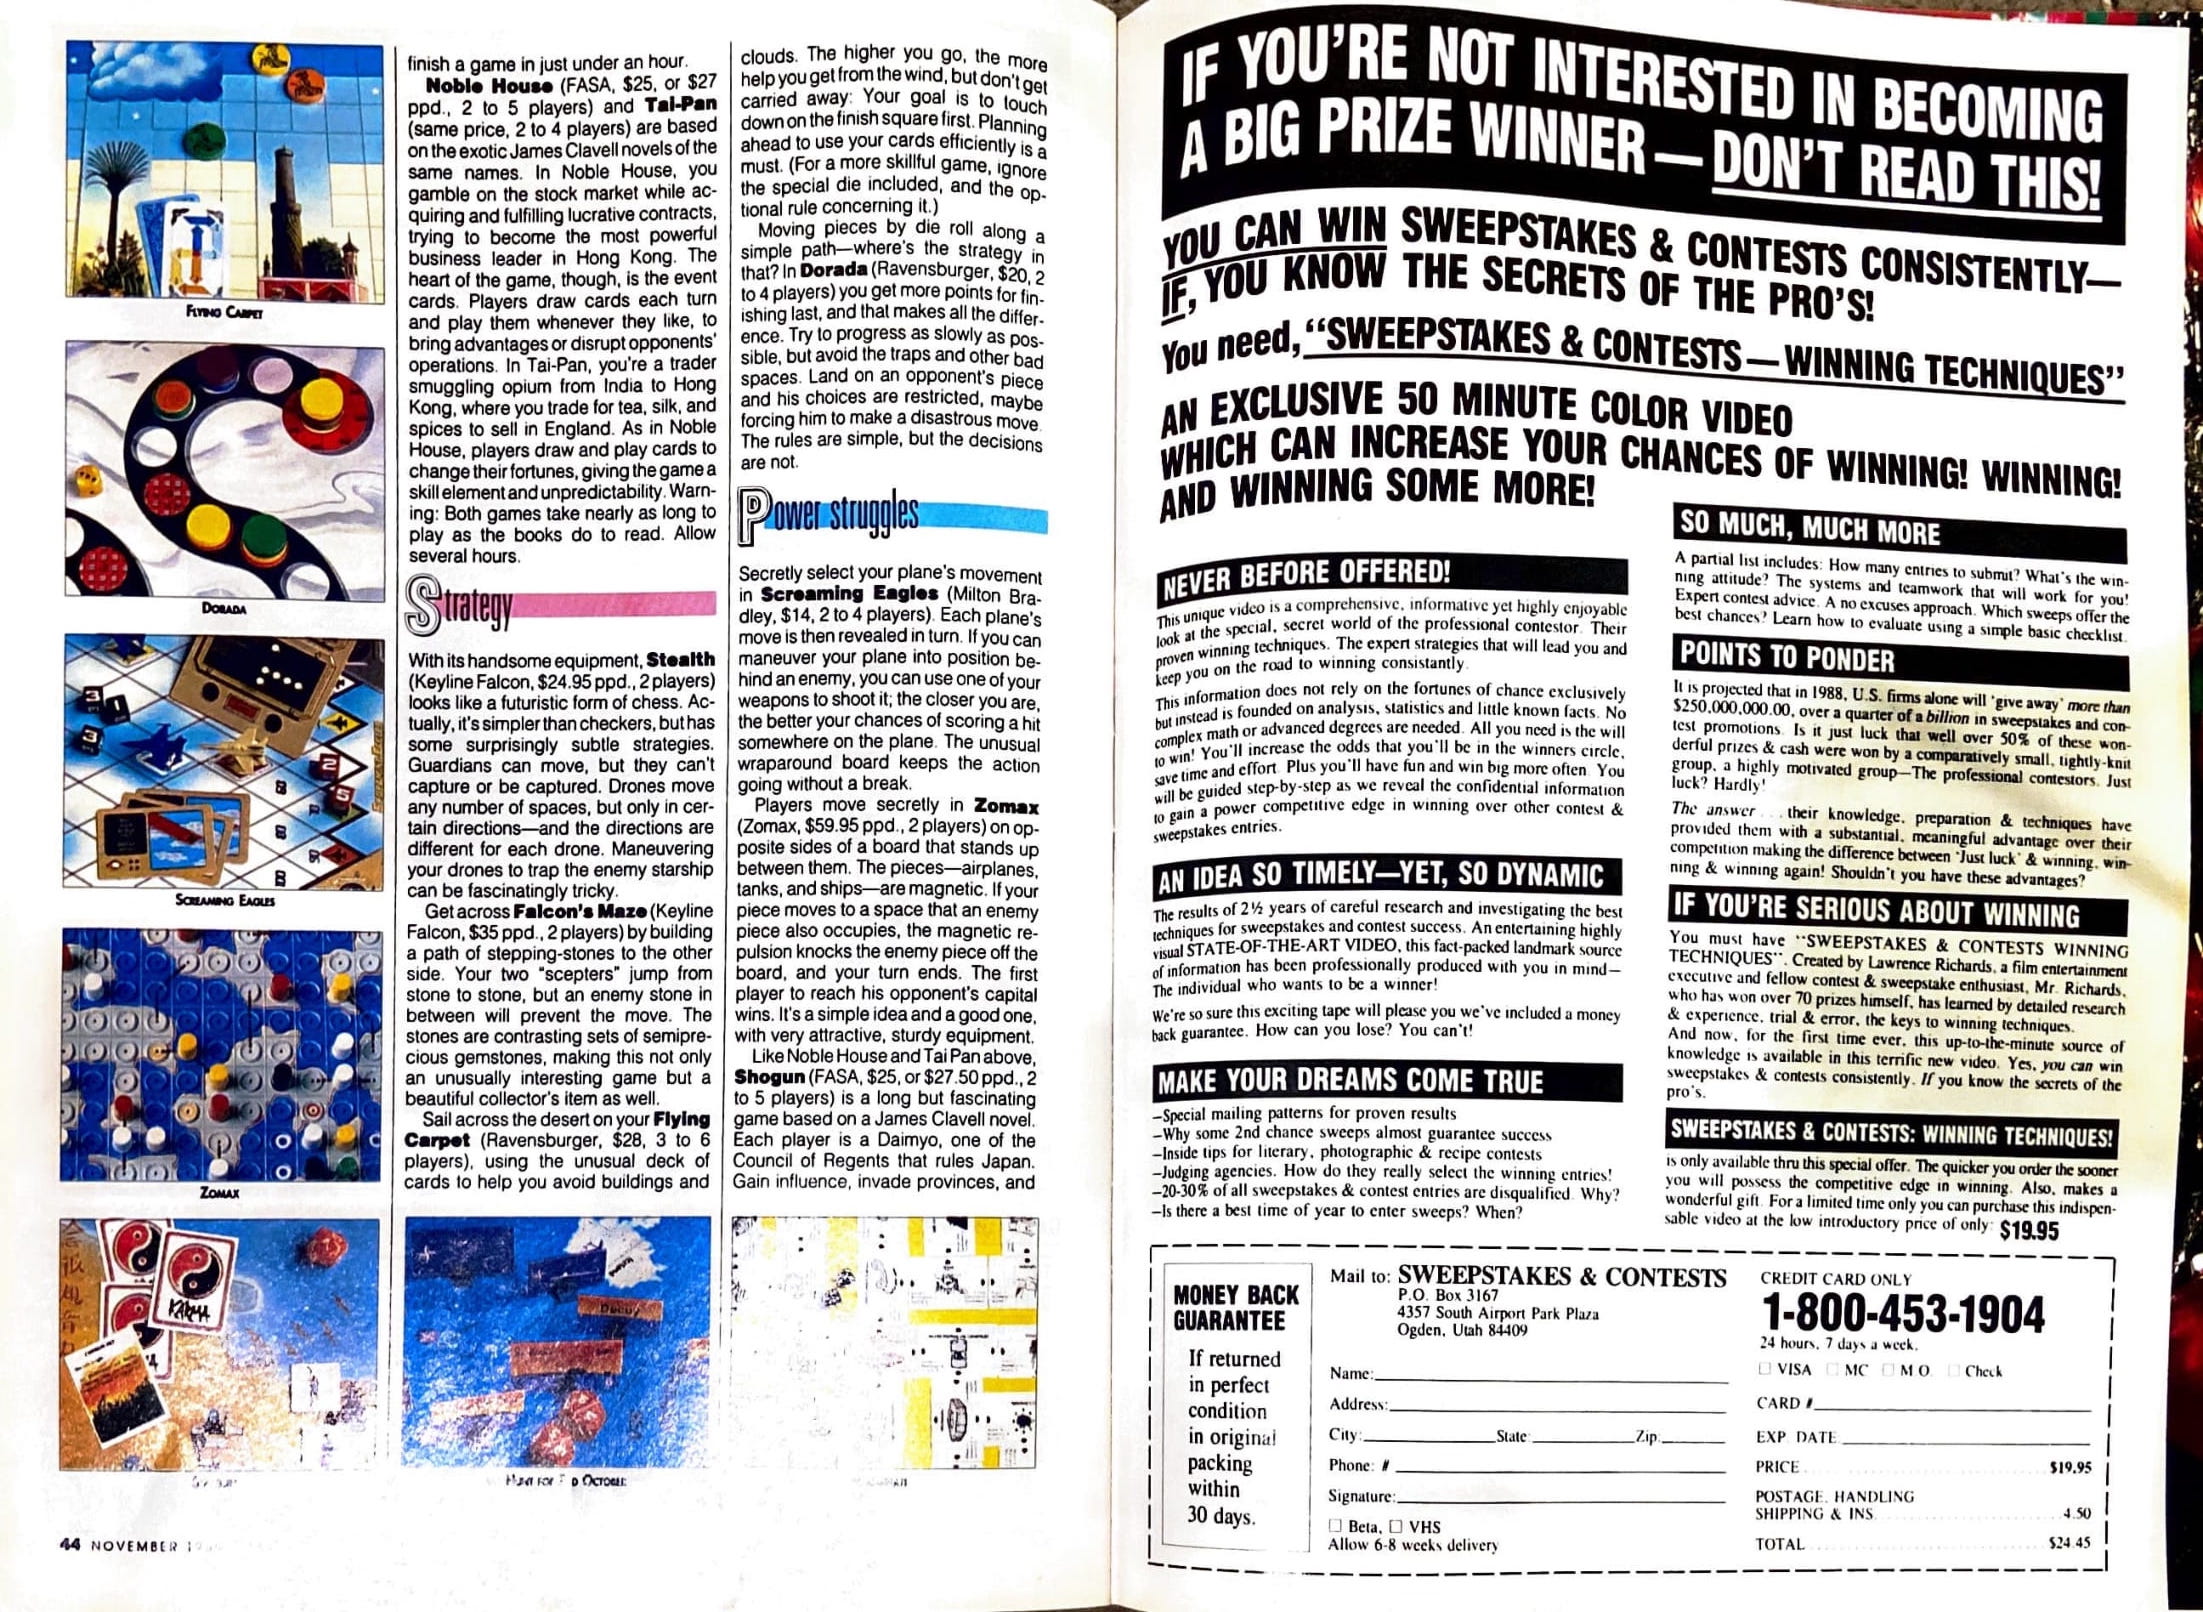 FLYING CARPET
DORADA
SCREAMING EAGLES
ZOMAX
finish a game in just under an hour.
Noble House (FASA, $25, or $27
ppd., 2 to 5 players) and Tai-Pan
(same price, 2 to 4 players) are based
on the exotic James Clavell novels of the
same names. In Noble House, you
gamble on the stock market while ac-
quiring and fulfilling lucrative contracts,
trying to become the most powerful
business leader in Hong Kong. The
heart of the game, though, is the event
cards. Players draw cards each turn
and play them whenever they like, to
bring advantages or disrupt opponents'
operations. In Tai-Pan, you're a trader
smuggling opium from India to Hong
Kong, where you trade for tea, silk, and
spices to sell in England. As in Noble
House, players draw and play cards to
change their fortunes, giving the game a
skill element and unpredictability. Warn-
ing: Both games take nearly as long to
play as the books do to read. Allow
several hours.
Strategy
With its handsome equipment, Stealth
(Keyline Falcon, $24.95 ppd., 2 players)
looks like a futuristic form of chess. Ac-
tually, it's simpler than checkers, but has
some surprisingly subtle strategies.
Guardians can move, but they can't
capture or be captured. Drones move
any number of spaces, but only in cer-
tain directions—and the directions are
different for each drone. Maneuvering
your drones to trap the enemy starship
can be fascinatingly tricky.
Get across Falcon's Maze (Keyline
Falcon, $35 ppd., 2 players) by building
a path of stepping-stones to the other
side. Your two "scepters" jump from
stone to stone, but an enemy stone in
between will prevent the move. The
stones are contrasting sets of semipre-
cious gemstones, making this not only
an unusually interesting game but a
beautiful collector's item as well.
Sail across the desert on your Flying
Carpet (Ravensburger, $28, 3 to 6
players), using the unusual deck of
cards to help you avoid buildings and
clouds. The higher you go, the more
help you get from the wind, but don't get
carried away: Your goal is to touch
down on the finish square first. Planning
ahead to use your cards efficiently is a
must. (For a more skillful game, ignore
the special die included, and the op-
tional rule concerning it.)
Moving pieces by die roll along a
simple path—where's the strategy in
that? In Dorada (Ravensburger, $20, 2
to 4 players) you get more points for fin-
ishing last, and that makes all the differ-
ence. Try to progress as slowly as pos-
sible, but avoid the traps and other bad
spaces. Land on an opponent's piece
and his choices are restricted, maybe
forcing him to make a disastrous move.
The rules are simple, but the decisions
are not.
Power struggles
Secretly select your plane's movement
in Screaming Eagles (Milton Bra-
dley, $14, 2 to 4 players). Each plane's
move is then revealed in turn. If you can
maneuver your plane into position be-
hind an enemy, you can use one of your
weapons to shoot it; the closer you are,
the better your chances of scoring a hit
somewhere on the plane. The unusual
wraparound board keeps the action
going without a break.
Players move secretly in Zomax
(Zomax, $59.95 ppd., 2 players) on op-
posite sides of a board that stands up
between them. The pieces—airplanes,
tanks, and ships—are magnetic. If your
piece moves to a space that an enemy
piece also occupies, the magnetic re-
pulsion knocks the enemy piece off the
board, and your turn ends. The first
player to reach his opponent's capital
wins. It's a simple idea and a good one,
with very attractive, sturdy equipment.
Like Noble House and Tai Pan above,
Shogun (FASA, $25, or $27.50 ppd., 2
to 5 players) is a long but fascinating
game based on a James Clavell novel.
Each player is a Daimyo, one of the
Council of Regents that rules Japan.
Gain influence, invade provinces, and
KARMA
OCTOBER
44 NOVEMBER
IF YOU'RE NOT INTERESTED IN BECOMING
A BIG PRIZE WINNER — DON'T READ THIS!
YOU CAN WIN SWEEPSTAKES & CONTESTS CONSISTENTLY—
IF, YOU KNOW THE SECRETS OF THE PRO'S!
You need, "SWEEPSTAKES & CONTESTS — WINNING TECHNIQUES"
AN EXCLUSIVE 50 MINUTE COLOR VIDEO
WHICH CAN INCREASE YOUR CHANCES OF WINNING! WINNING!
AND WINNING SOME MORE!
NEVER BEFORE OFFERED!
This unique video is a comprehensive, informative yet highly enjoyable
look at the special, secret world of the professional contestor. Their
proven winning techniques. The expert strategies that will lead you and
keep you on the road to winning consistantly.
This information does not rely on the fortunes of chance exclusively
but instead is founded on analysis, statistics and little known facts. No
complex math or advanced degrees are needed. All you need is the will
to win! You'll increase the odds that you'll be in the winners circle,
save time and effort. Plus you'll have fun and win big more often. You
will be guided step-by-step as we reveal the confidential information
to gain a power competitive edge in winning over other contest &
sweepstakes entries.
AN IDEA SO TIMELY—YET, SO DYNAMIC
The results of 2½ years of careful research and investigating the best
techniques for sweepstakes and contest success. An entertaining highly
visual STATE-OF-THE-ART VIDEO, this fact-packed landmark source
of information has been professionally produced with you in mind—
The individual who wants to be a winner!
We're so sure this exciting tape will please you we've included a money
back guarantee. How can you lose? You can't!
MAKE YOUR DREAMS COME TRUE
–Special mailing patterns for proven results
–Why some 2nd chance sweeps almost guarantee success
–Inside tips for literary, photographic & recipe contests
–Judging agencies. How do they really select the winning entries!
–20-30% of all sweepstakes & contest entries are disqualified. Why?
–Is there a best time of year to enter sweeps? When?
SO MUCH, MUCH MORE
A partial list includes: How many entries to submit? What's the win-
ning attitude? The systems and teamwork that will work for you!
Expert contest advice. A no excuses approach. Which sweeps offer the
best chances? Learn how to evaluate using a simple basic checklist.
POINTS TO PONDER
It is projected that in 1988, U.S. firms alone will 'give away' more than
$250,000,000.00, over a quarter of a billion in sweepstakes and con-
test promotions. Is it just luck that well over 50% of these won-
derful prizes & cash were won by a comparatively small, tightly-knit
group, a highly motivated group—The professional contestors. Just
luck? Hardly!
The answer ... their knowledge, preparation & techniques have
provided them with a substantial, meaningful advantage over their
competition making the difference between 'Just luck' & winning, win-
ning & winning again! Shouldn't you have these advantages?
IF YOU'RE SERIOUS ABOUT WINNING
You must have "SWEEPSTAKES & CONTESTS WINNING
TECHNIQUES". Created by Lawrence Richards, a film entertainment
executive and fellow contest & sweepstake enthusiast, Mr. Richards,
who has won over 70 prizes himself, has learned by detailed research
& experience, trial & error, the keys to winning techniques.
And now, for the first time ever, this up-to-the-minute source of
knowledge is available in this terrific new video. Yes, you can win
sweepstakes & contests consistently. If you know the secrets of the
pro's.
SWEEPSTAKES & CONTESTS: WINNING TECHNIQUES!
is only available thru this special offer. The quicker you order the sooner
you will possess the competitive edge in winning. Also, makes a
wonderful gift. For a limited time only you can purchase this indispen-
sable video at the low introductory price of only: $19.95
MONEY BACK
GUARANTEE
If returned
in perfect
condition
in original
packing
within
30 days.
Mail to: SWEEPSTAKES & CONTESTS
P.O. Box 3167
4357 South Airport Park Plaza
Ogden, Utah 84409
Name:
Address:
City: State: Zip:
Phone: #
Signature:
Beta, VHS
Allow 6-8 weeks delivery
CREDIT CARD ONLY
1-800-453-1904
24 hours, 7 days a week.
VISA MC M.O. Check
CARD #
EXP. DATE
PRICE $19.95
POSTAGE, HANDLING
SHIPPING & INS. 4.50
TOTAL $24.45